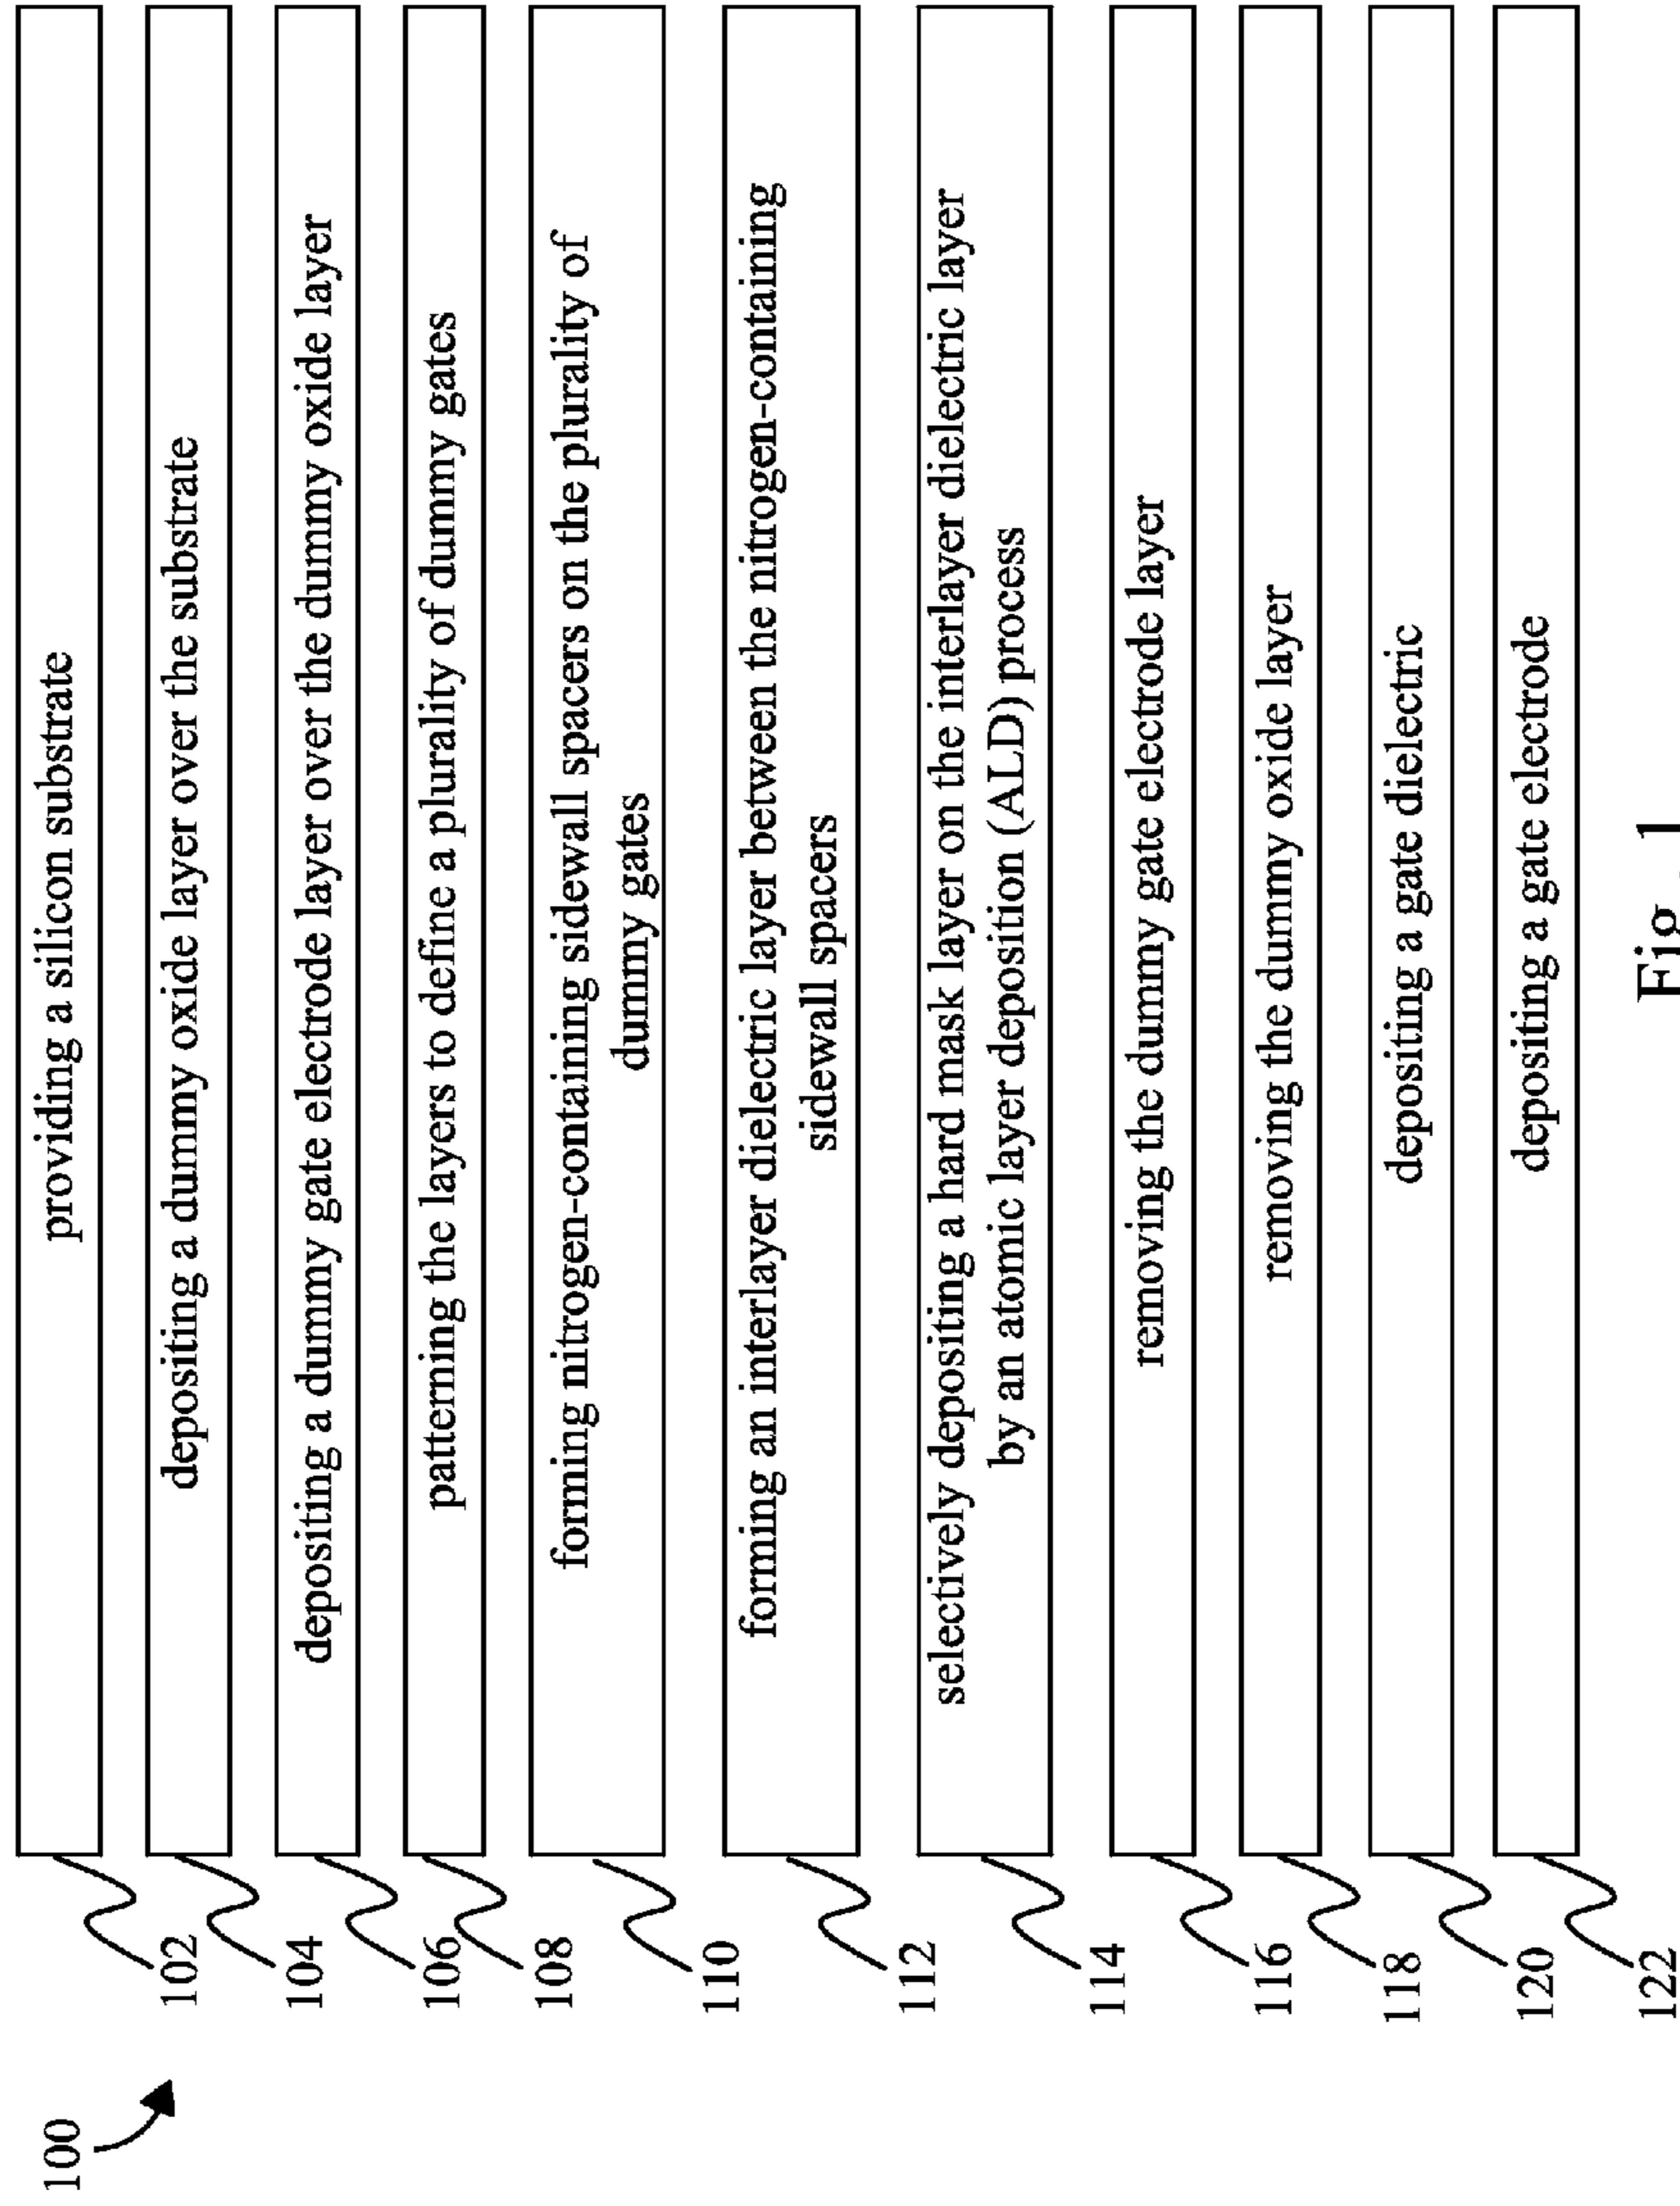 100
102
providing a silicon substrate
104
depositing a dummy oxide layer over the substrate
106
depositing a dummy gate electrode layer over the dummy oxide layer
108
patterning the layers to define a plurality of dummy gates
110
forming nitrogen-containing sidewall spacers on the plurality of
dummy gates
112
forming an interlayer dielectric layer between the nitrogen-containing
sidewall spacers
114
selectively depositing a hard mask layer on the interlayer dielectric layer
by an atomic layer deposition (ALD) process
116
removing the dummy gate electrode layer
118
removing the dummy oxide layer
120
depositing a gate dielectric
122
depositing a gate electrode
Fig. 1